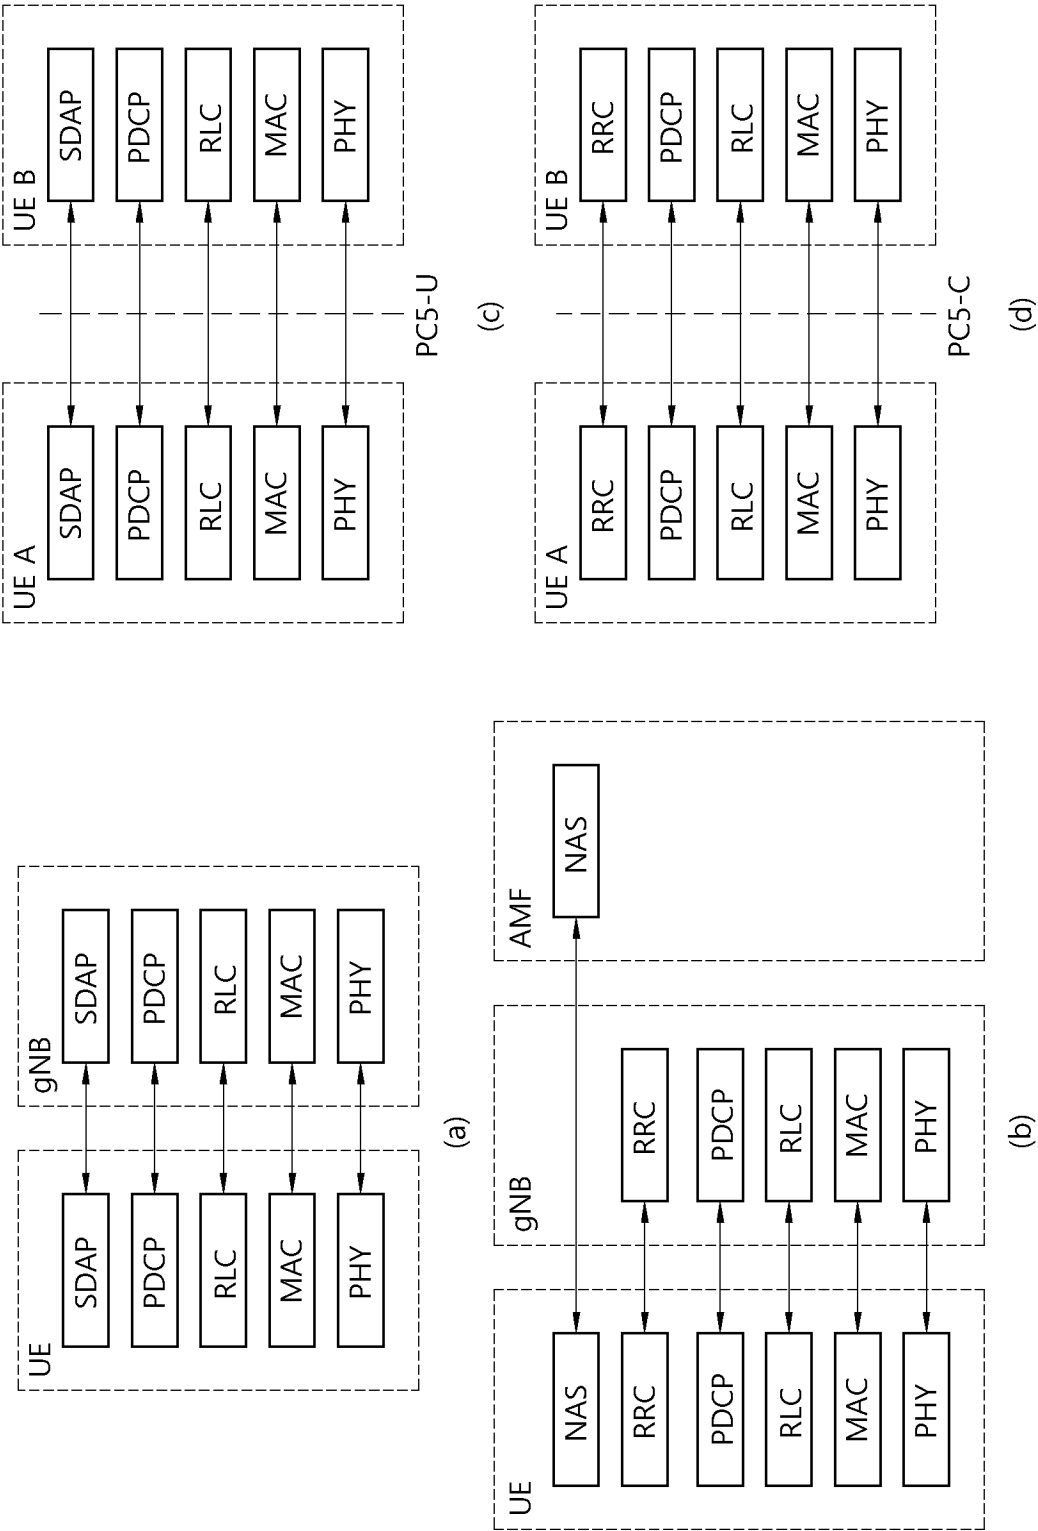 UE
gNB
SDAP
SDAP
PDCP
PDCP
RLC
RLC
MAC
MAC
PHY
PHY
(a)
UE
gNB
AMF
NAS
NAS
RRC
RRC
PDCP
PDCP
RLC
RLC
MAC
MAC
PHY
PHY
(b)
UE A
UE B
SDAP
SDAP
PDCP
PDCP
RLC
RLC
MAC
MAC
PHY
PHY
PC5-U
(c)
UE A
UE B
RRC
RRC
PDCP
PDCP
RLC
RLC
MAC
MAC
PHY
PHY
PC5-C
(d)